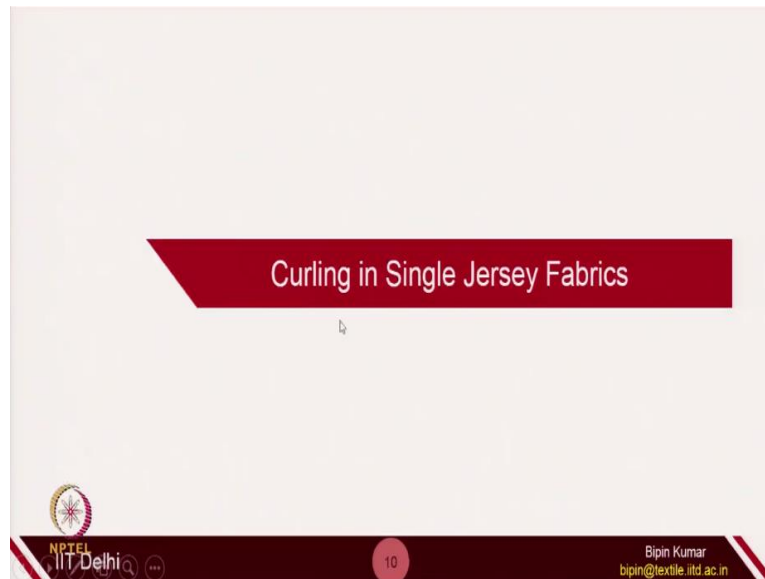 Curling in Single Jersey Fabrics
NPTEL
IIT Delhi
10
Bipin Kumar
bipin@textile.iitd.ac.in